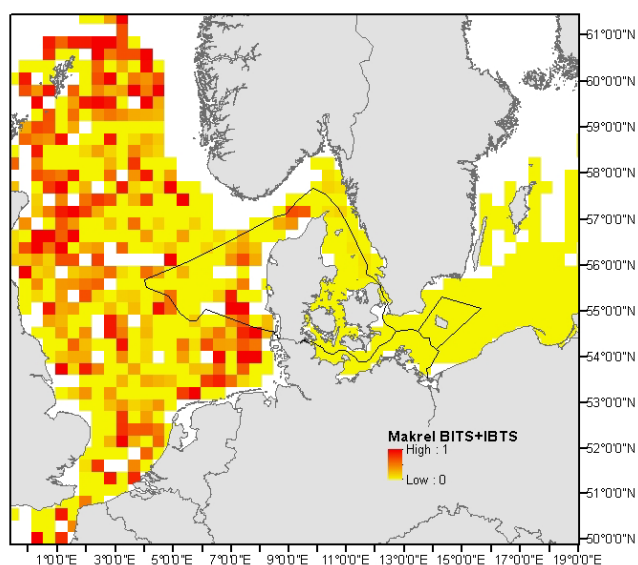 61°0'0"N
60°0'0"N
59°0'0"N
58°0'0"N
57°0'0"N
56°0'0"N
55°0'0"N
54°0'0"N
53°0'0"N
Makrel BITS+IBTS
High : 1
52°0'0"N
Low : 0
51°0'0"N
50°0'0"N
1°0'0"E 3°0'0"E 5°0'0"E 7°0'0"E 9°0'0"E 11°0'0"E 13°0'0"E 15°0'0"E 17°0'0"E 19°0'0"E